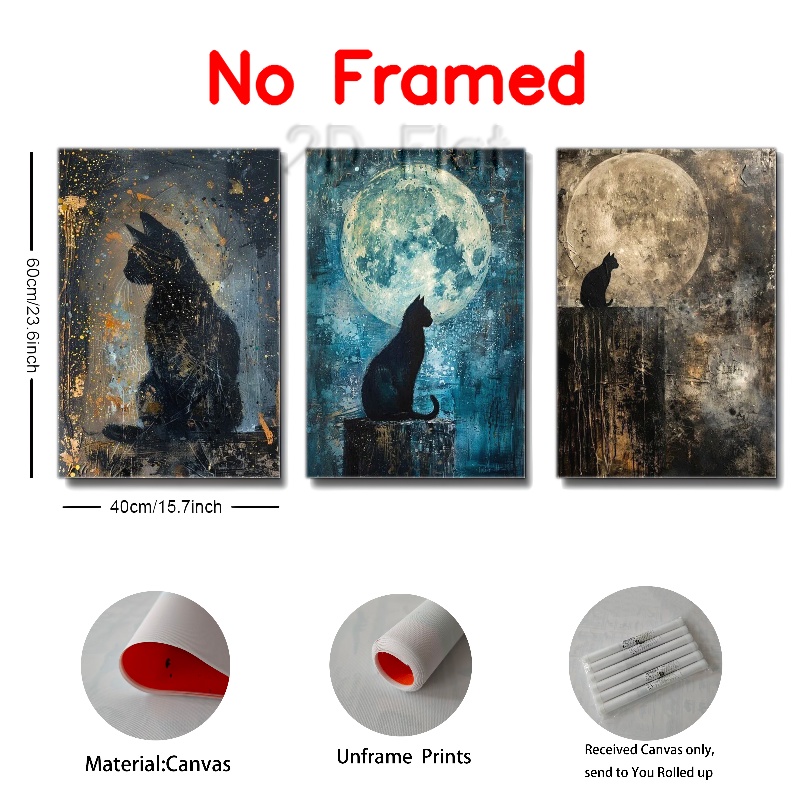 No Framed
2D Flat
60cm/23.6inch
40cm/15.7inch
Material:Canvas
Unframe Prints
Received Canvas only,
send to You Rolled up